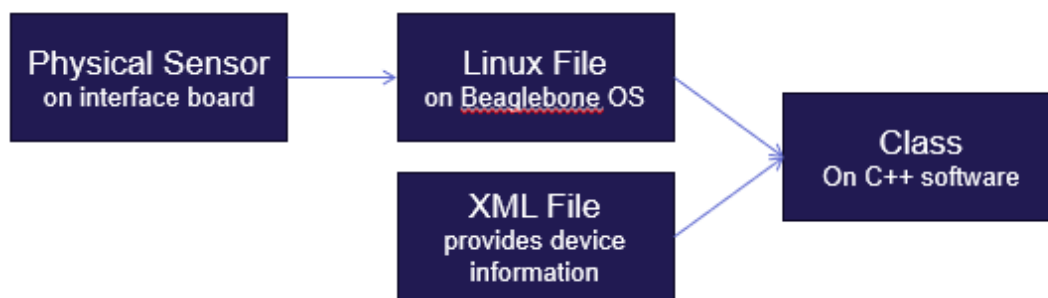 Physical Sensor
on interface board
Linux File
on Beaglebone OS
XML File
provides device
information
Class
On C++ software